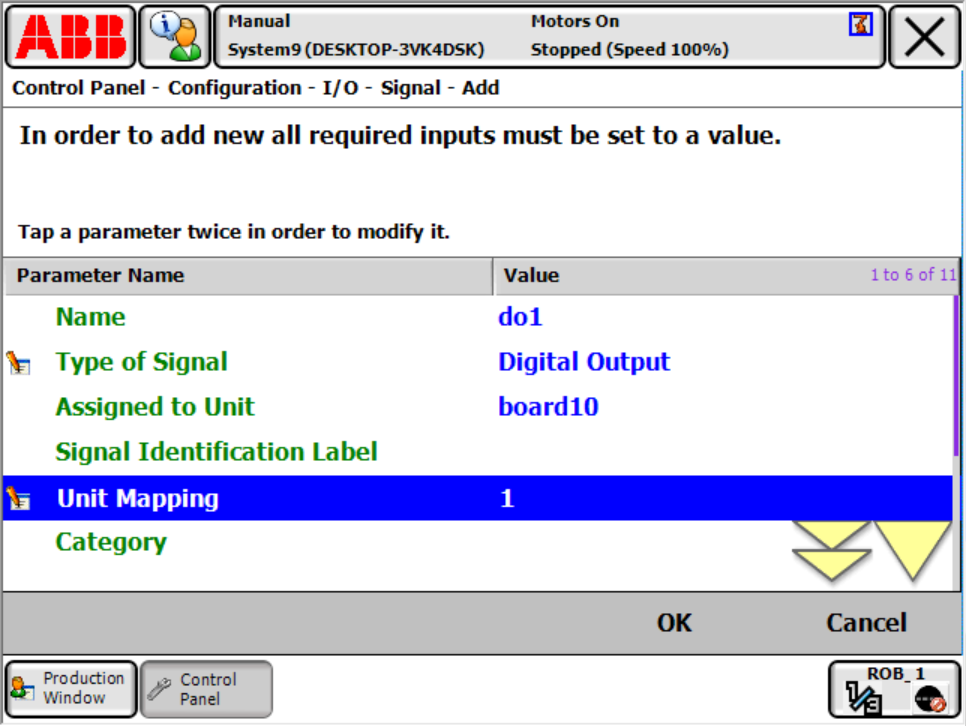 ABB
Manual
Motors On
System9 (DESKTOP-3VK4DSK)
Stopped (Speed 100%)
Control Panel - Configuration - I/O - Signal - Add
In order to add new all required inputs must be set to a value.
Tap a parameter twice in order to modify it.
Parameter Name
Value
1 to 6 of 11
Name
do1
Type of Signal
Digital Output
Assigned to Unit
board10
Signal Identification Label
Unit Mapping
1
Category
OK
Cancel
Production
Window
Control
Panel
ROB_1
1/3